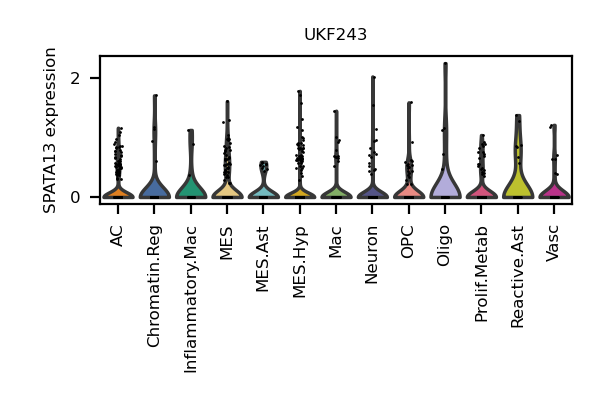 UKF243
SPATA13 expression
2
0
AC
Chromatin.Reg
Inflammatory.Mac
MES
MES.Ast
MES.Hyp
Mac
Neuron
OPC
Oligo
Prolif.Metab
Reactive.Ast
Vasc